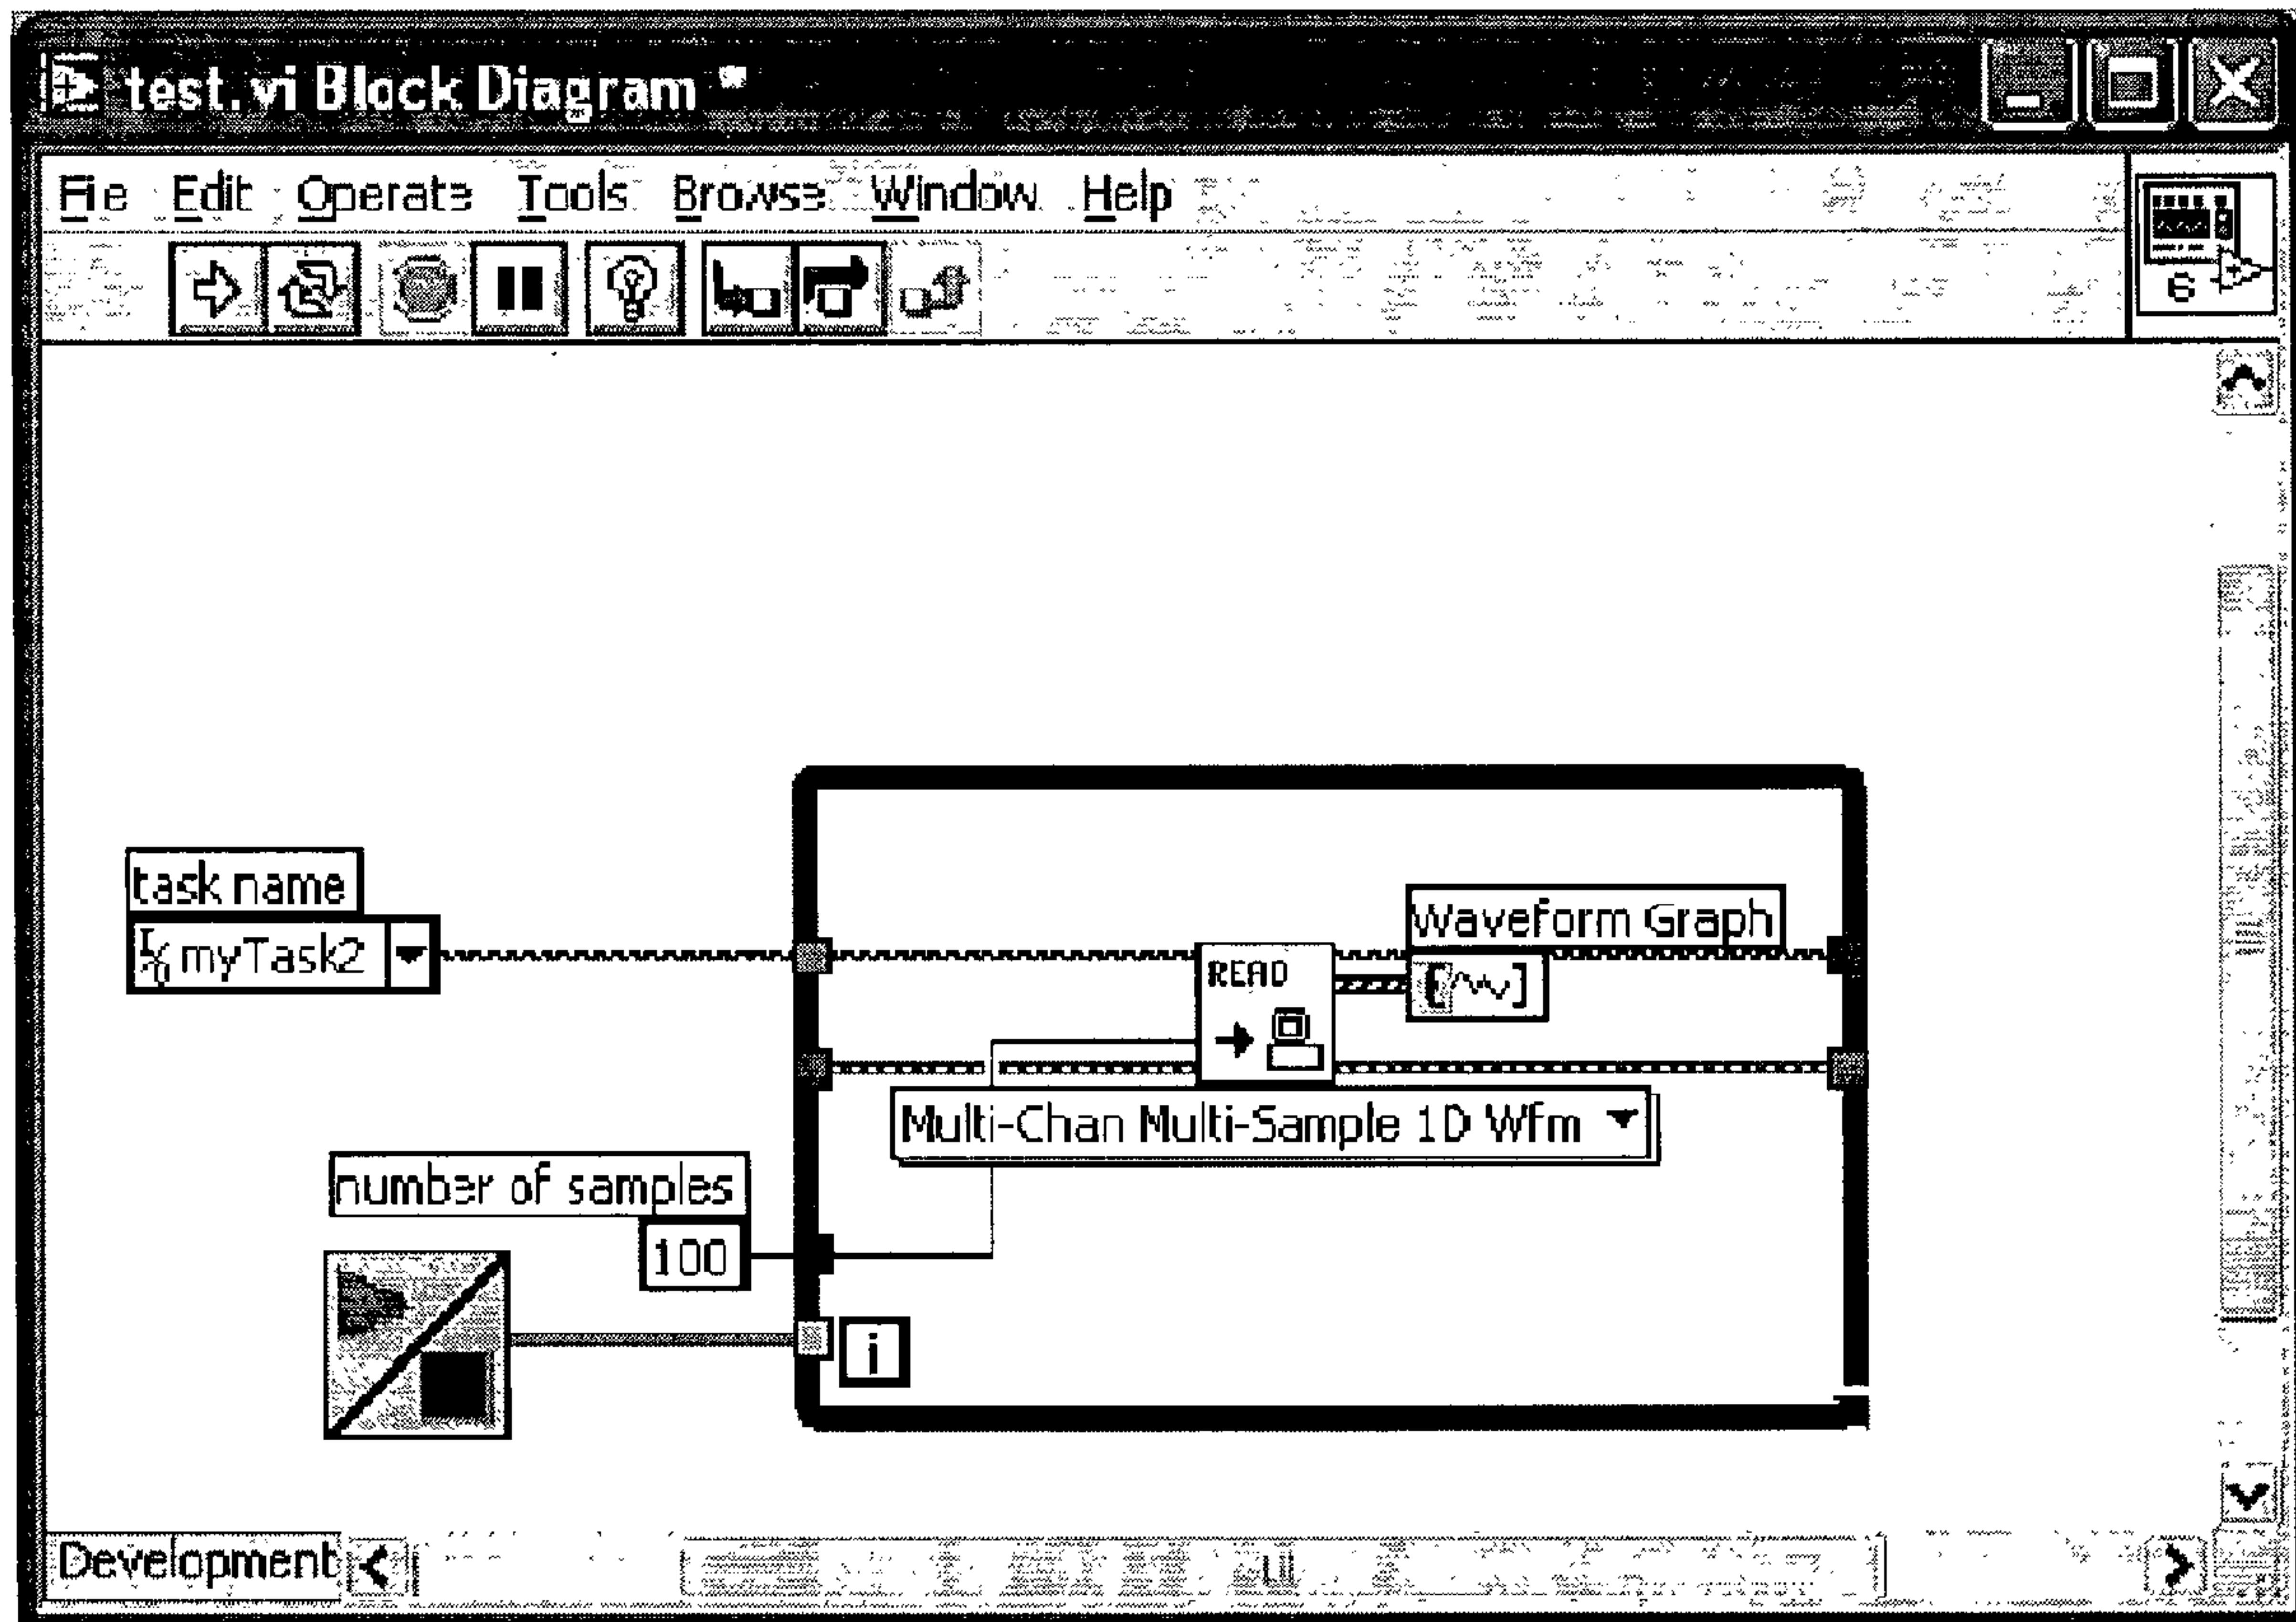 test.vi Block Diagram *
File Edit Operate Tools Browse Window Help
6
task name
I/O myTask2
Waveform Graph
READ
Multi-Chan Multi-Sample 1D Wfm
number of samples
100
i
Development